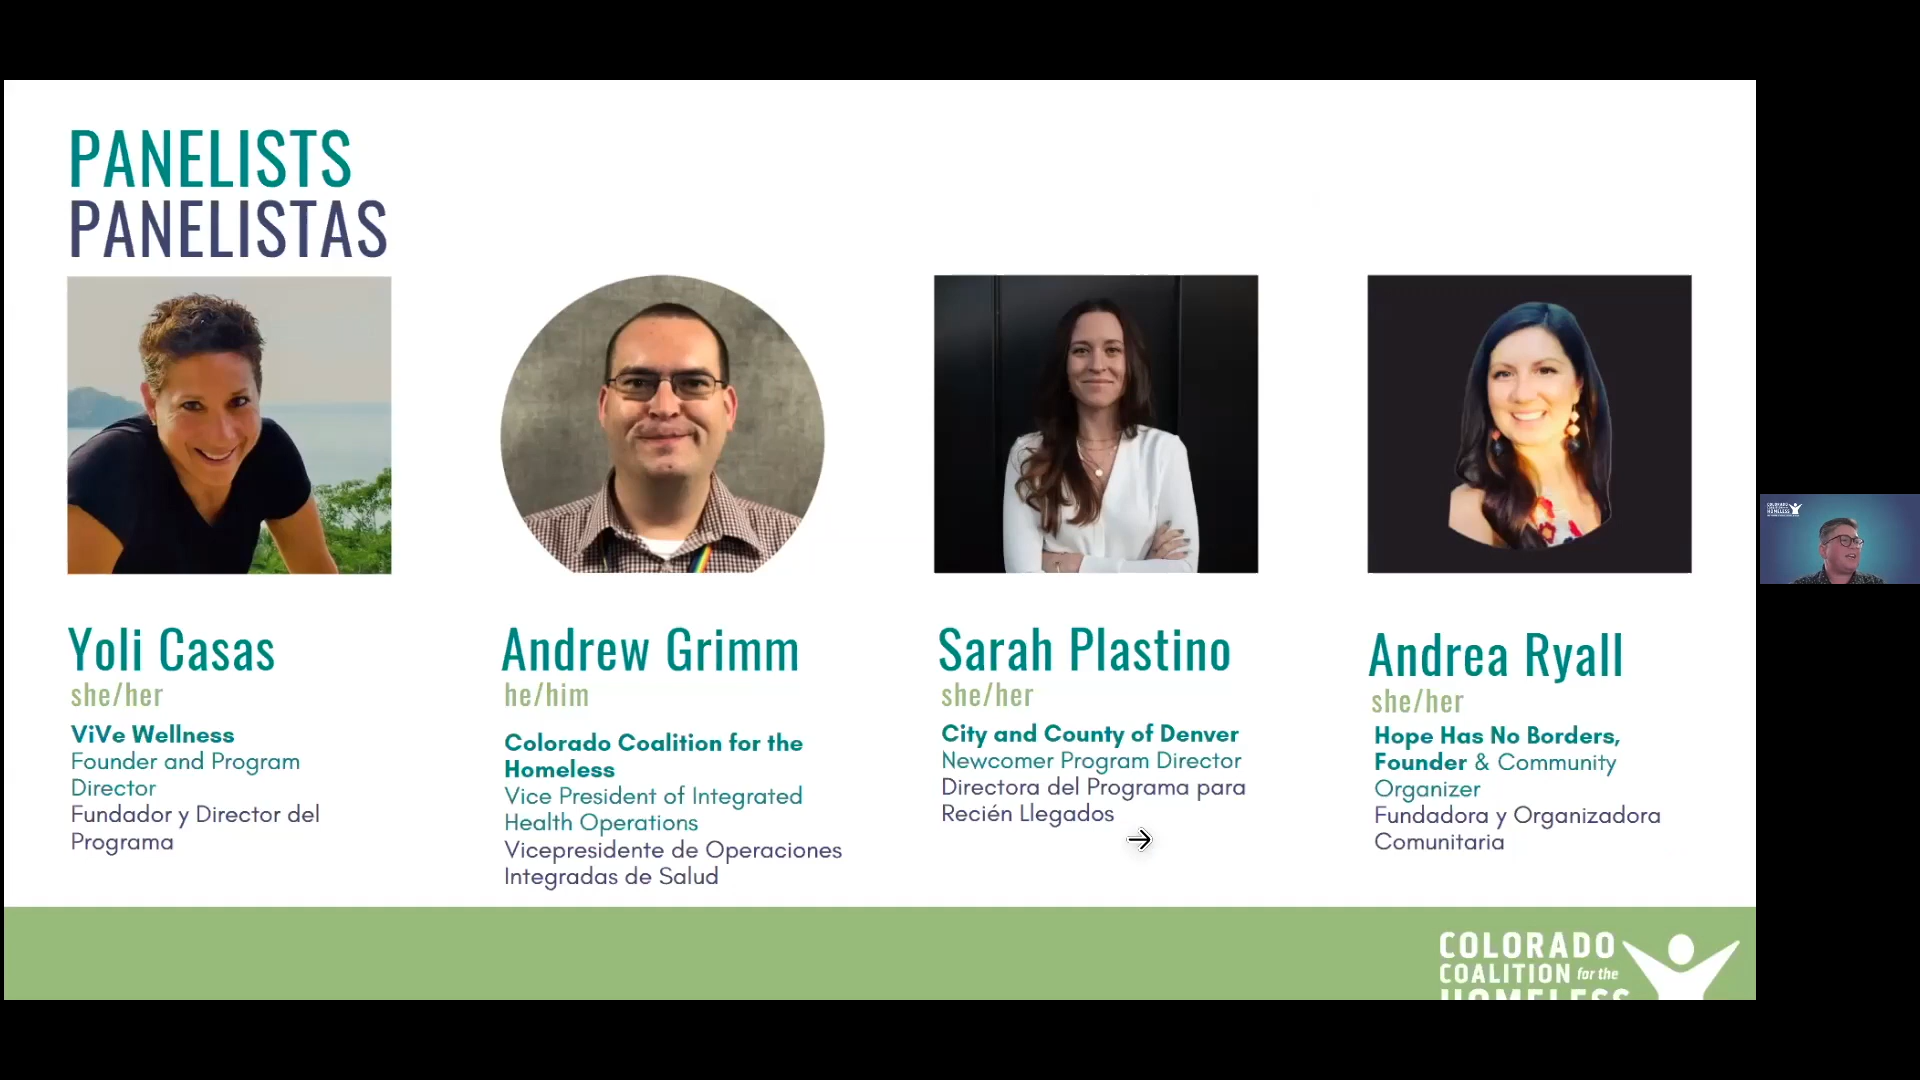 PANELISTS
PANELISTAS
Yoli Casas
she/her
ViVe Wellness
Founder and Program
Director
Fundador y Director del
Programa
Andrew Grimm
he/him
Colorado Coalition for the
Homeless
Vice President of Integrated
Health Operations
Vicepresidente de Operaciones
Integradas de Salud
Sarah Plastino
she/her
City and County of Denver
Newcomer Program Director
Directora del Programa para
Recién Llegados
Andrea Ryall
she/her
Hope Has No Borders,
Founder & Community
Organizer
Fundadora y Organizadora
Comunitaria
COLORADO
COALITION for the
HOMELESS
COLORADO
HOMELESS